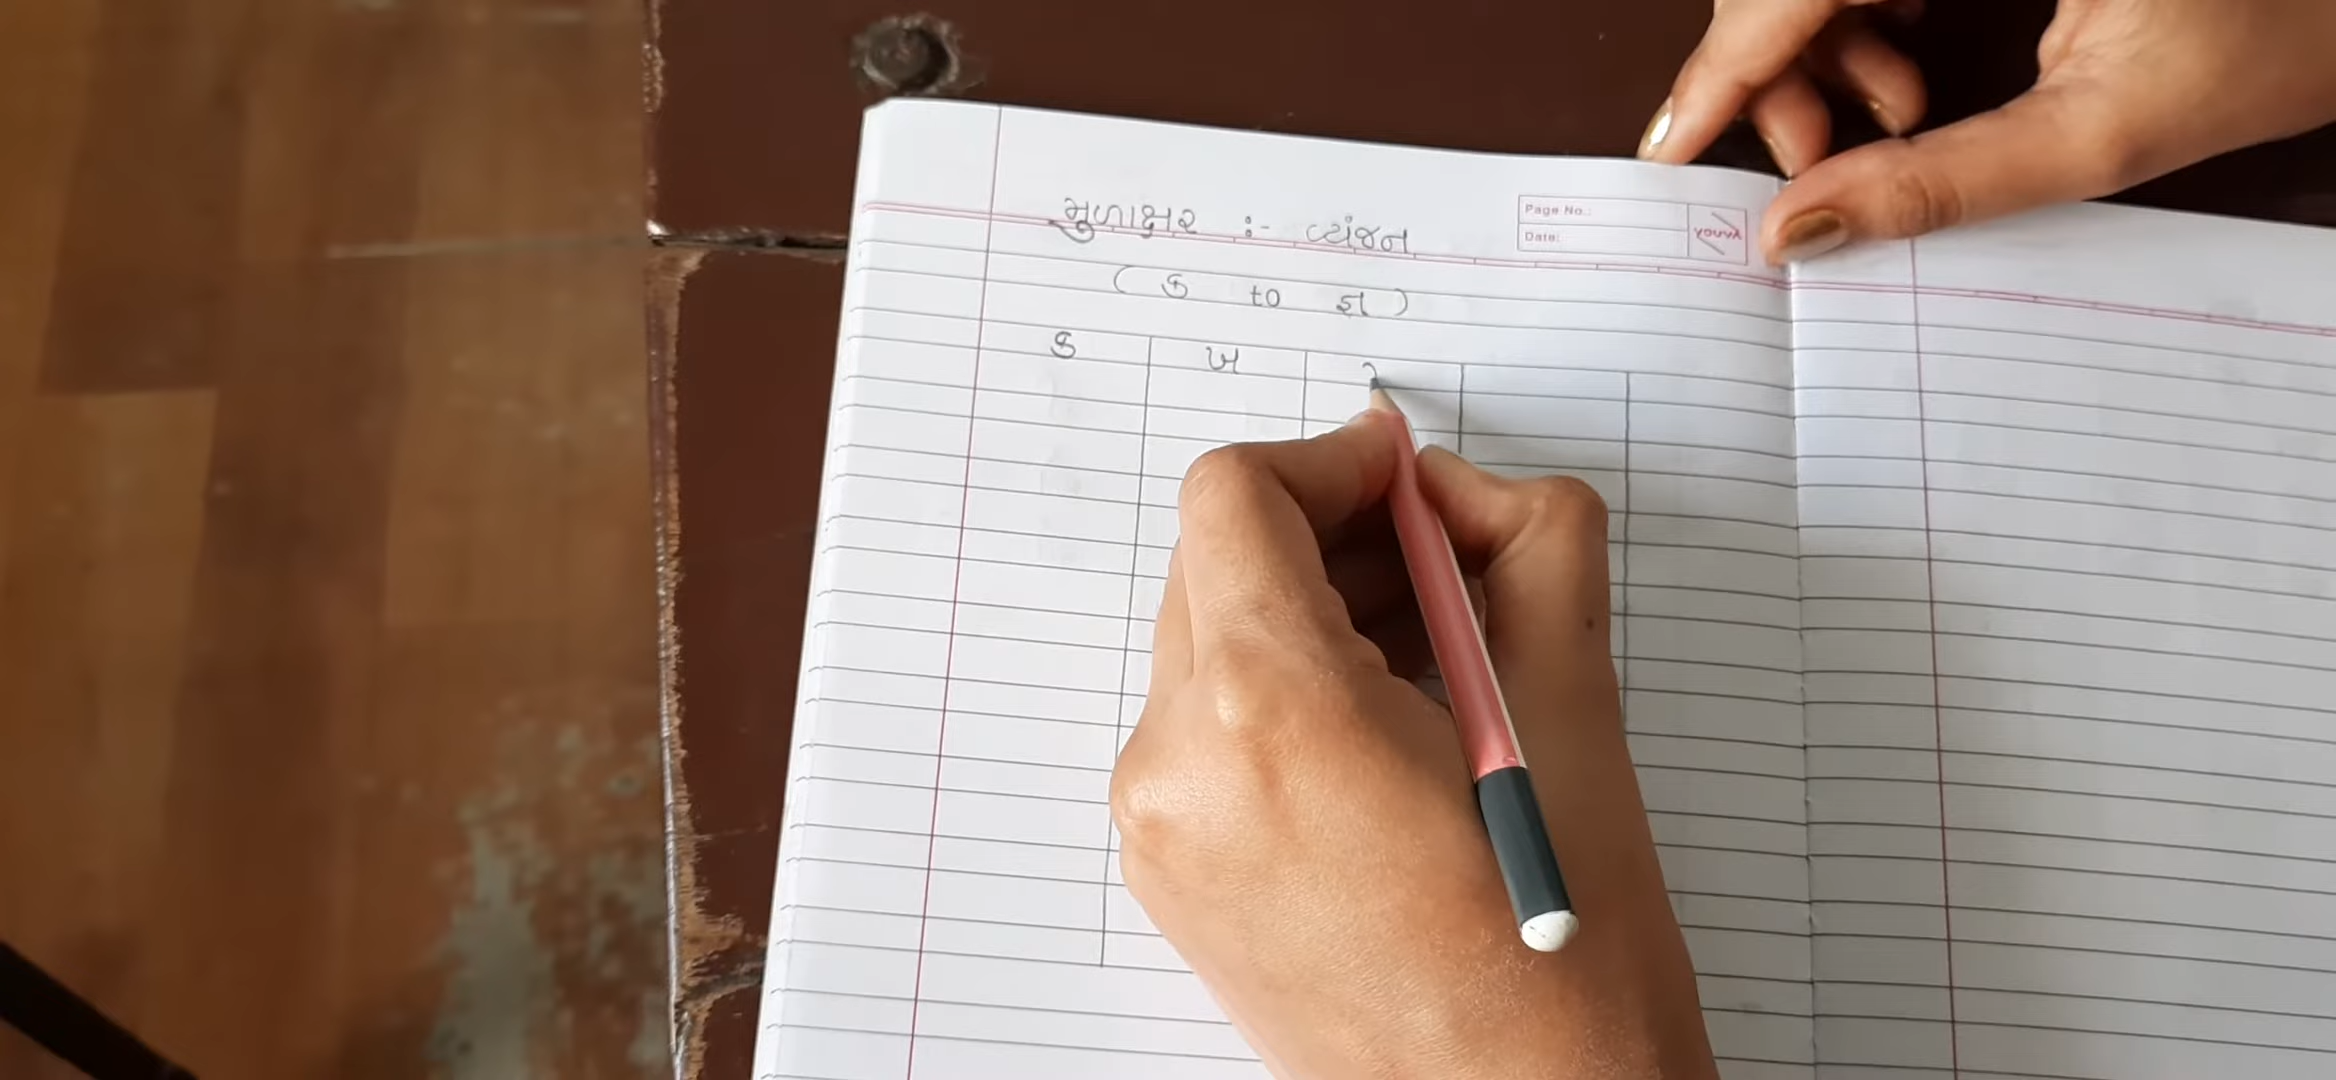 મુળાક્ષર :- વ્યંજન
Page No.:
Date:
youva
( ક to જ્ઞ )
ક ખ